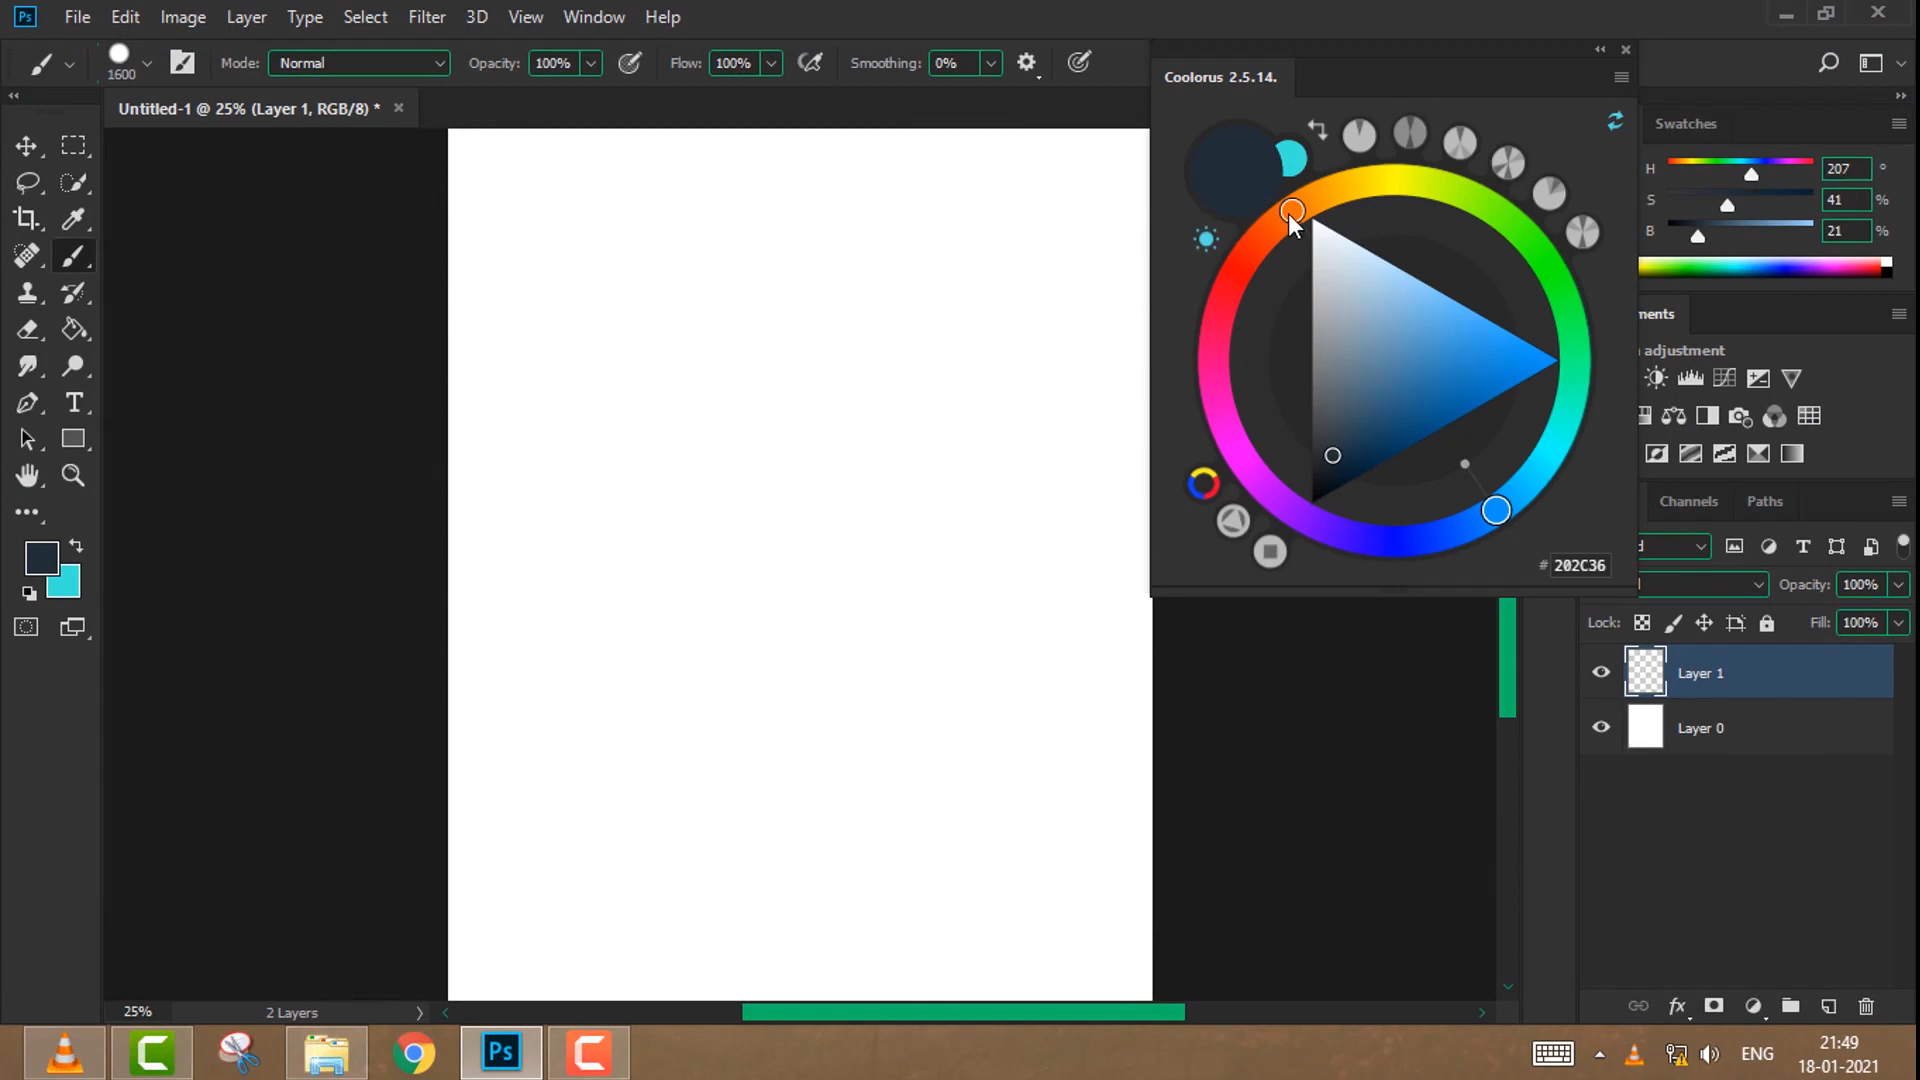 Ps File Edit Image Layer Type Select Filter 3D View Window Help
1600 Mode: Normal Opacity: 100% Flow: 100% Smoothing: 0%
Coolorus 2.5.14.
Untitled-1 @ 25% (Layer 1, RGB/8) *
Swatches
H 207 °
S 41 %
B 21 %
ments
adjustment
Channels Paths
# 202C36
Opacity: 100%
Lock: Fill: 100%
Layer 1
Layer 0
25% 2 Layers
fx
Ps
ENG
21:49
18-01-2021